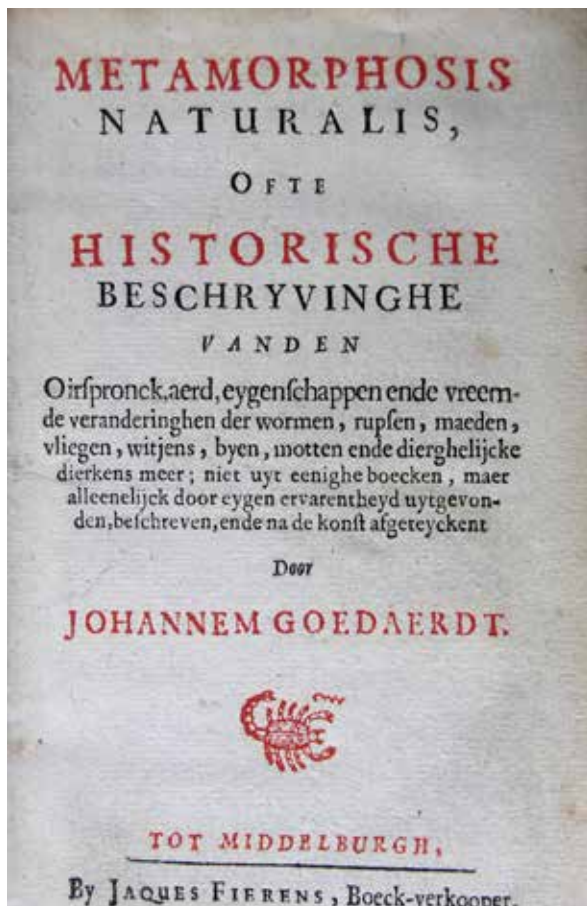 METAMORPHOSIS
NATURALIS,
OFTE
HISTORISCHE
BESCHRYVINGHE
VANDEN
Oirſpronck, aerd, eygenſchappen ende vreem-
de veranderinghen der wormen, rupſen, maeden,
vliegen, witjens, byen, motten ende dierghelijcke
dierkens meer; niet uyt eenighe boecken, maer
alleenelijck door eygen ervarentheyd uytgevon-
den, beſchreven, ende na de konſt afgeteyckent
Door
JOHANNEM GOEDAERDT.
TOT MIDDELBURGH,
By JAQUES FIERENS, Boeck-verkooper,